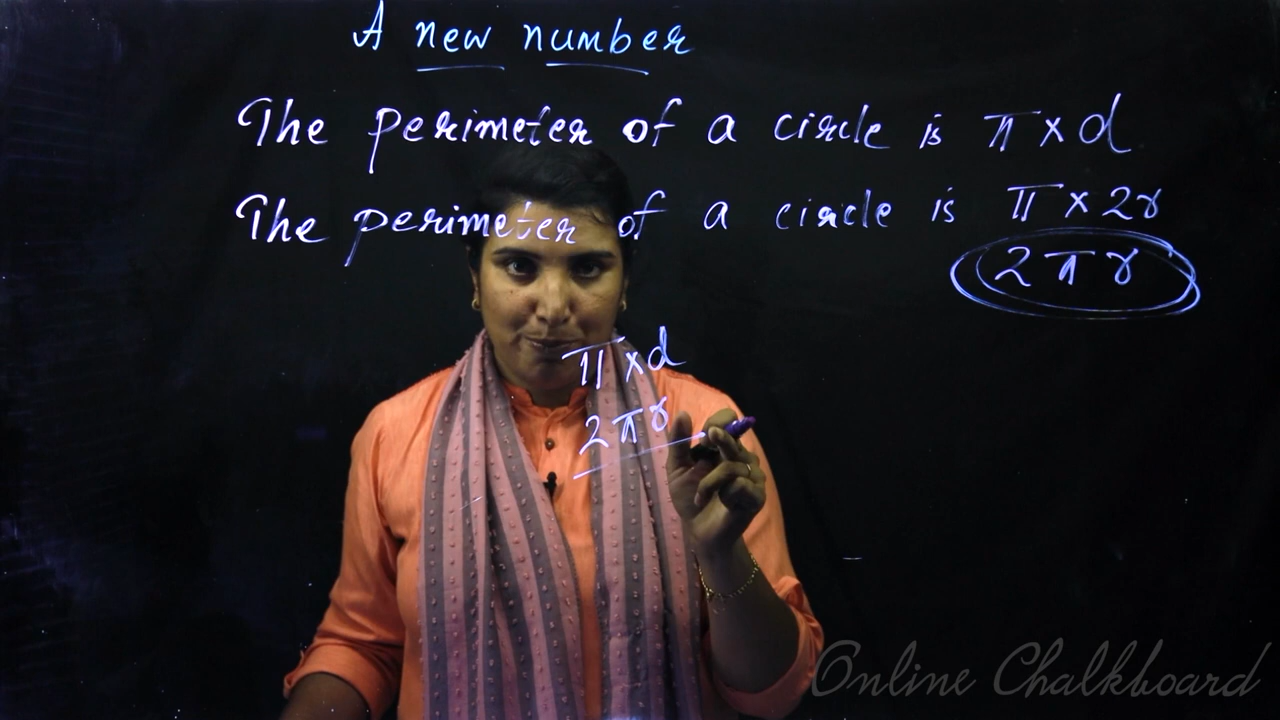 A new number
The perimeter of a circle is π × d
The perimeter of a circle is π × 2r
2πr
π × d
2πr
Online Chalkboard